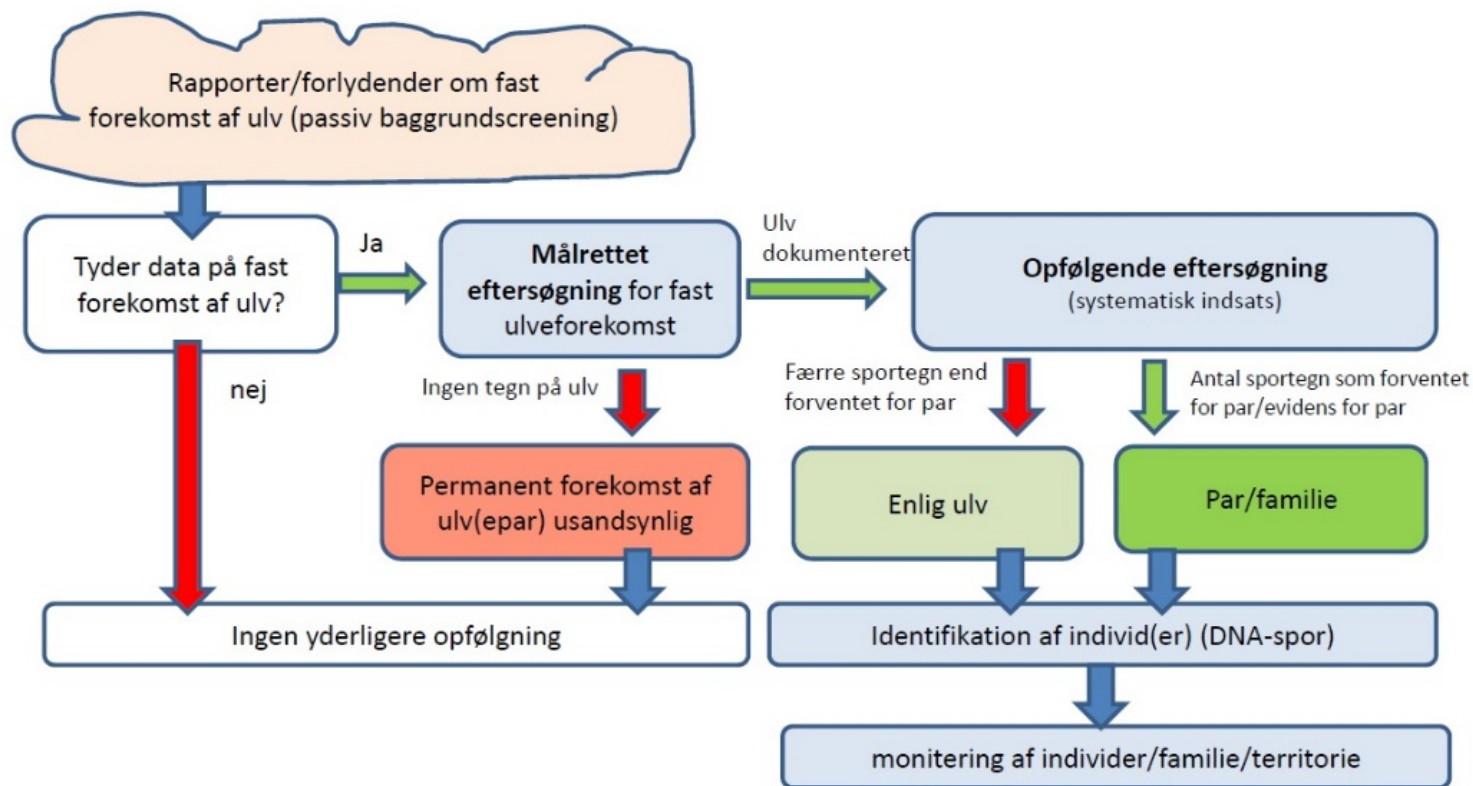 Rapporter/forlydender om fast
forekomst af ulv (passiv baggrundscreening)
Tyder data på fast
forekomst af ulv?
Ja
Målrettet
eftersøgning for fast
ulveforekomst
Ulv
dokumenteret
Opfølgende eftersøgning
(systematisk indsats)
nej
Ingen tegn på ulv
Færre sportegn end
forventet for par
Antal sportegn som forventet
for par/evidens for par
Permanent forekomst af
ulv(epar) usandsynlig
Enlig ulv
Par/familie
Ingen yderligere opfølgning
Identifikation af individ(er) (DNA-spor)
monitering af individer/familie/territorie